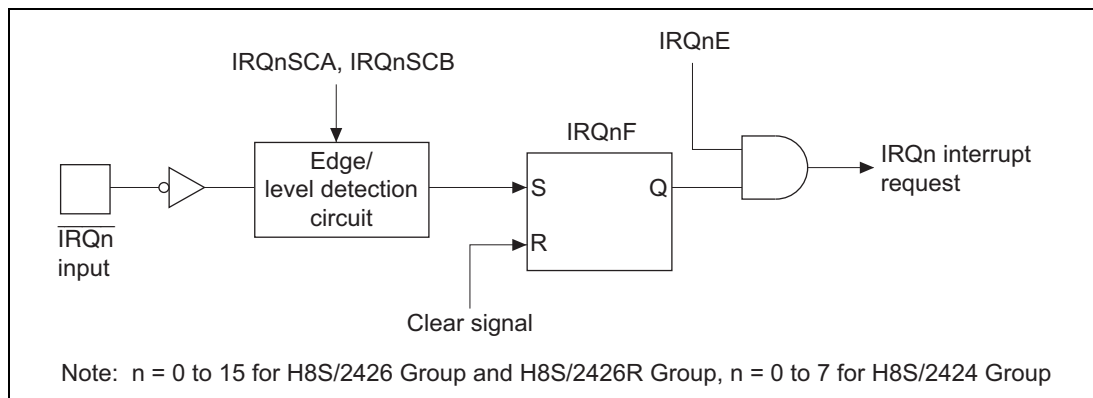 IRQnE
IRQnSCA, IRQnSCB
IRQnF
Edge/
level detection
circuit
S
Q
R
IRQn interrupt
request
IRQn
input
Clear signal
Note: n = 0 to 15 for H8S/2426 Group and H8S/2426R Group, n = 0 to 7 for H8S/2424 Group